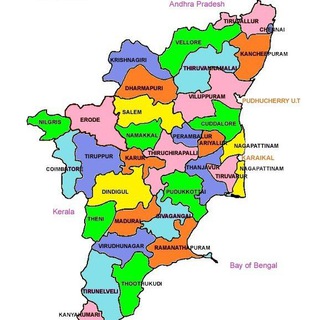 Andhra Pradesh
TIRUVALLUR
CHENNAI
VELLORE
KANCHEEPURAM
KRISHNAGIRI
THIRUVANNAMALAI
DHARMAPURI
VILUPPURAM
PUDHUCHERRY U.T
SALEM
ERODE
NILGRIS
CUDDALORE
NAMAKKAL
PERAMBALUR
ARIYALUR
NAGAPATTINAM
THIRUCHIRAPALLI
TIRUPPUR
KARUR
KARAIKAL
COIMBATORE
THANJAVUR
NAGAPATTINAM
TIRUVARUR
DINDIGUL
PUDUKKOTTAI
Kerala
THENI
MADURAI
SIVAGANGAI
VIRUDHUNAGAR
RAMANATHAPURAM
Bay of Bengal
THOOTHUKUDI
TIRUNELVELI
KANYAKUMARI